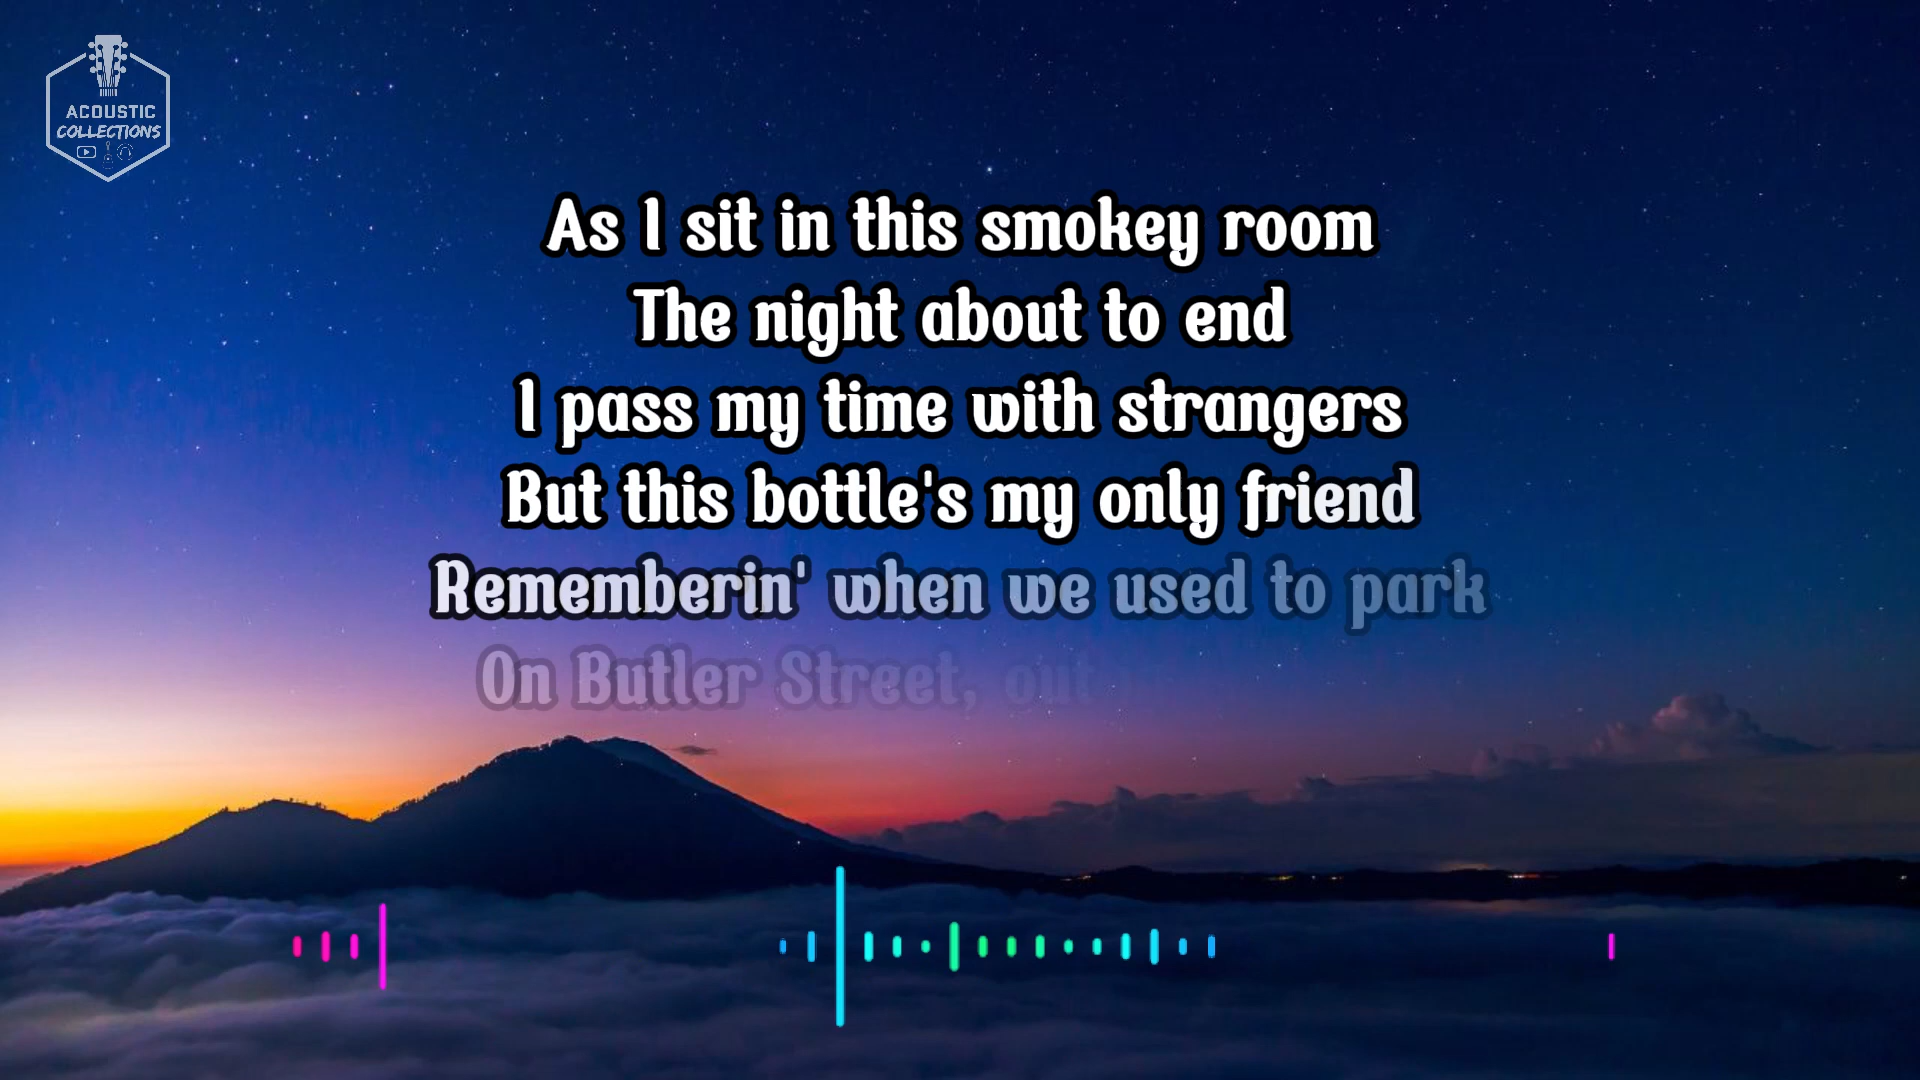 ACOUSTIC
COLLECTIONS
As I sit in this smokey room
The night about to end
I pass my time with strangers
But this bottle's my only friend
Rememberin' when we used to park
On Butler Street, out